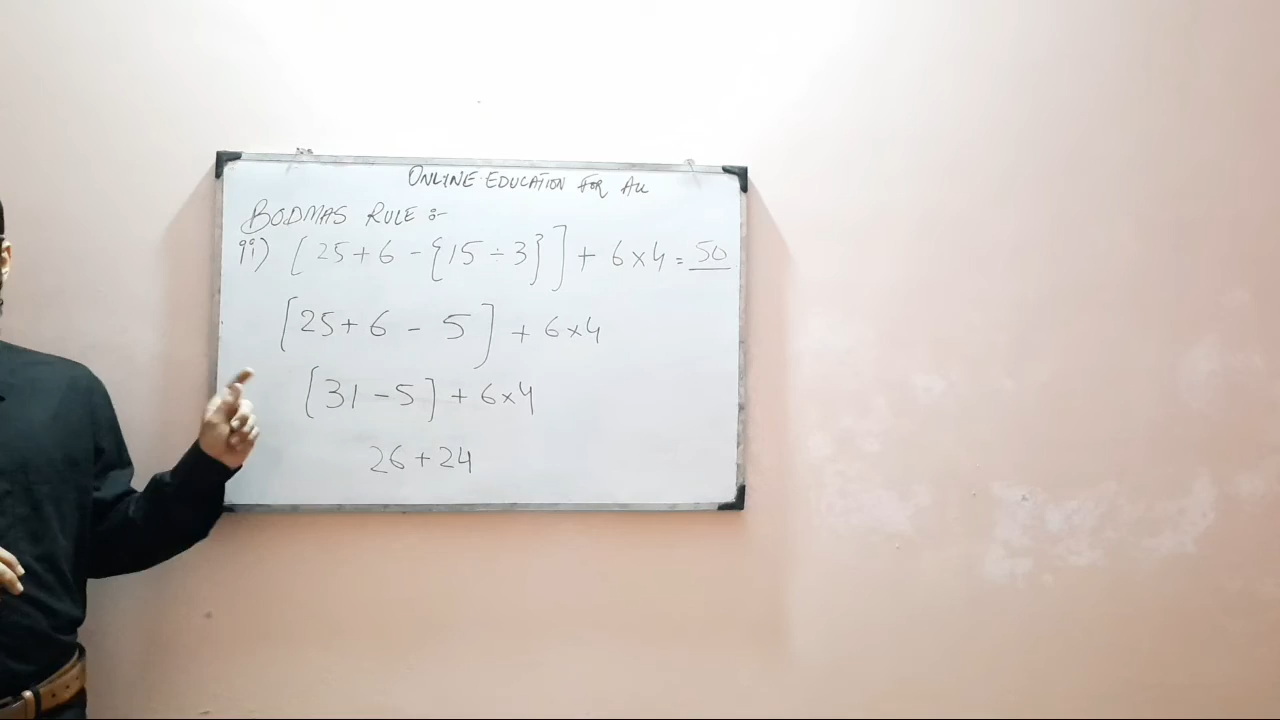 ONLINE EDUCATION FOR ALL
BODMAS RULE :-
ii) [25+6-{15÷3}]+6×4=50
[25+6-5]+6×4
[31-5]+6×4
26+24